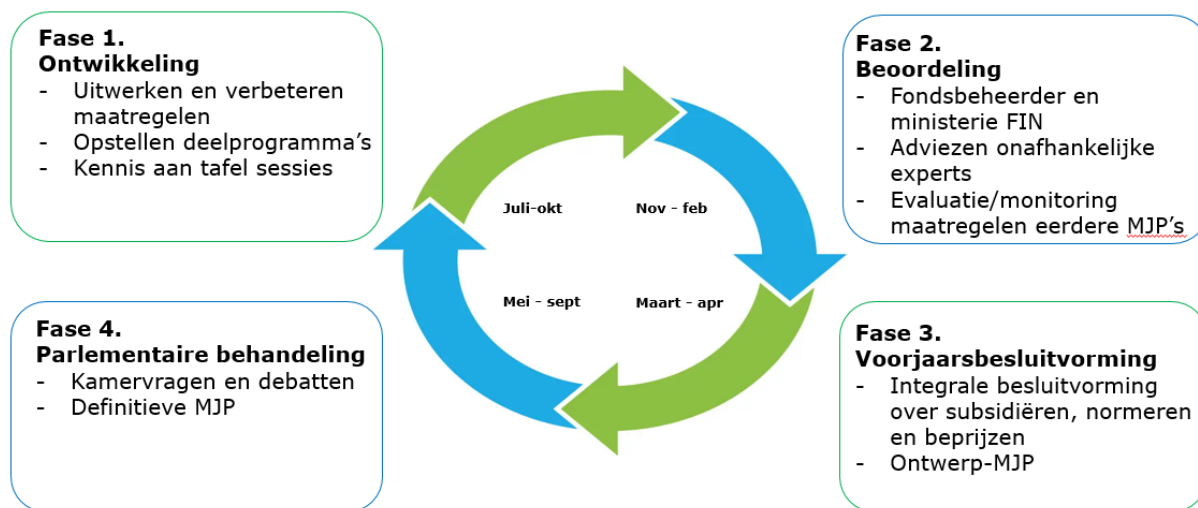 Fase 1.
Ontwikkeling
- Uitwerken en verbeteren
maatregelen
- Opstellen deelprogramma's
- Kennis aan tafel sessies
Fase 2.
Beoordeling
- Fondsbeheerder en
ministerie FIN
- Adviezen onafhankelijke
experts
- Evaluatie/monitoring
maatregelen eerdere MJP's
Juli-okt
Nov - feb
Mei - sept
Maart - apr
Fase 4.
Parlementaire behandeling
- Kamervragen en debatten
- Definitieve MJP
Fase 3.
Voorjaarsbesluitvorming
- Integrale besluitvorming
over subsidiëren, normeren
en beprijzen
- Ontwerp-MJP